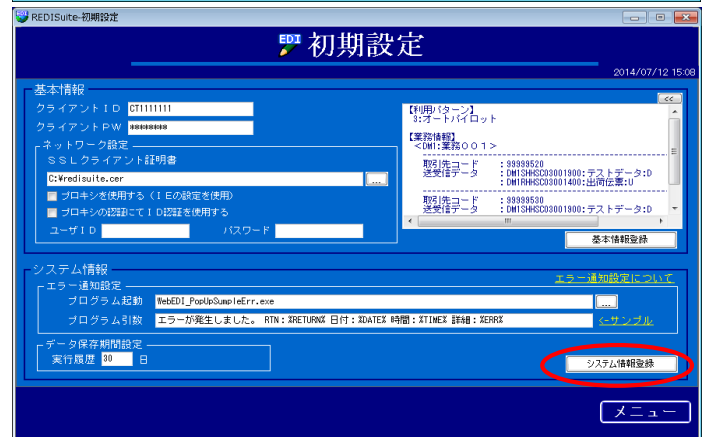 REDISuite-初期設定
EDI 初期設定
2014/07/12 15:08
基本情報
クライアントID CT1111111
クライアントPW ********
ネットワーク設定
SSLクライアント証明書
C:¥redisuite.cer ...
プロキシを使用する（IEの設定を使用）
プロキシの認証にてID認証を使用する
ユーザID パスワード
<<
【利用パターン】
3:オートパイロット
【業務情報】
<DM1:業務001>
取引先コード : 99999520
送受信データ : DM1SHHSC03001900:テストデータ:D
: DM1RHHSC03001400:出荷伝票:U
取引先コード : 99999530
送受信データ : DM1SHHSC03001900:テストデータ:D
基本情報登録
システム情報
エラー通知設定について
エラー通知設定
プログラム起動 WebEDI_PopUpSumpleErr.exe ...
プログラム引数 エラーが発生しました。 RTN：%RETURN% 日付：%DATE% 時間：%TIME% 詳細：%ERR% <-サンプル
データ保存期間設定
実行履歴 30 日
システム情報登録
メニュー